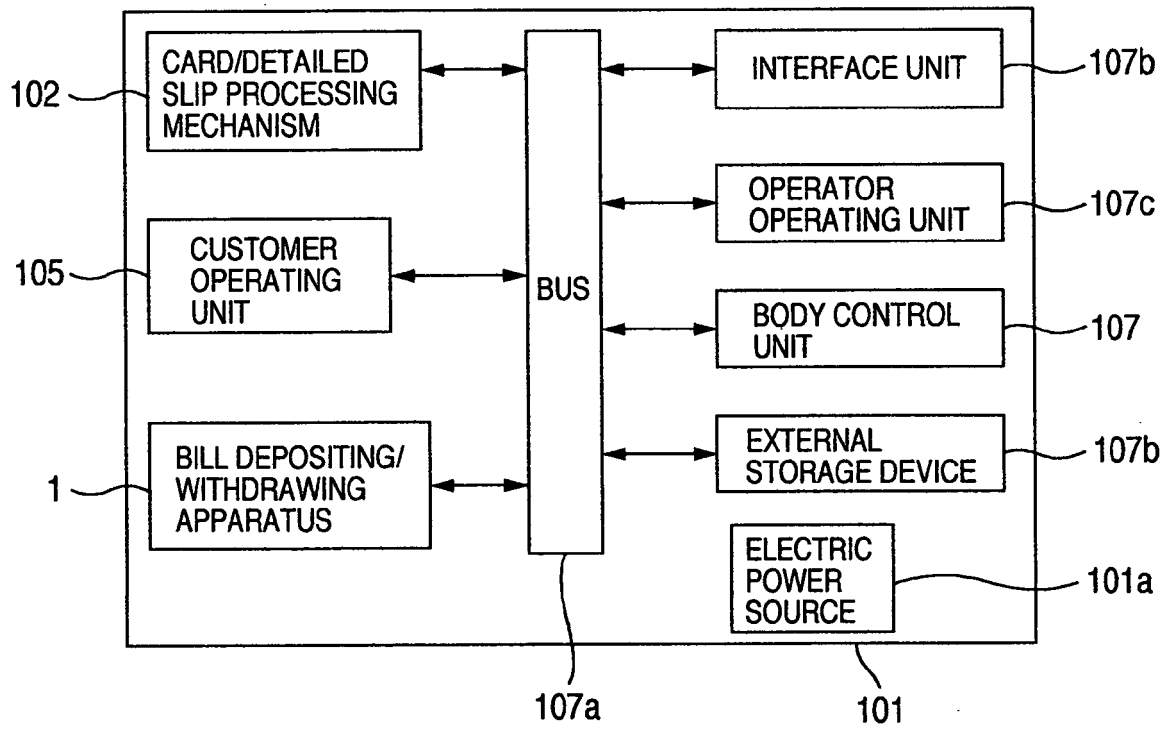 102
CARD/DETAILED
SLIP PROCESSING
MECHANISM
105
CUSTOMER
OPERATING
UNIT
1
BILL DEPOSITING/
WITHDRAWING
APPARATUS
BUS
107a
INTERFACE UNIT
107b
OPERATOR
OPERATING UNIT
107c
BODY CONTROL
UNIT
107
EXTERNAL
STORAGE DEVICE
107b
ELECTRIC
POWER
SOURCE
101a
101